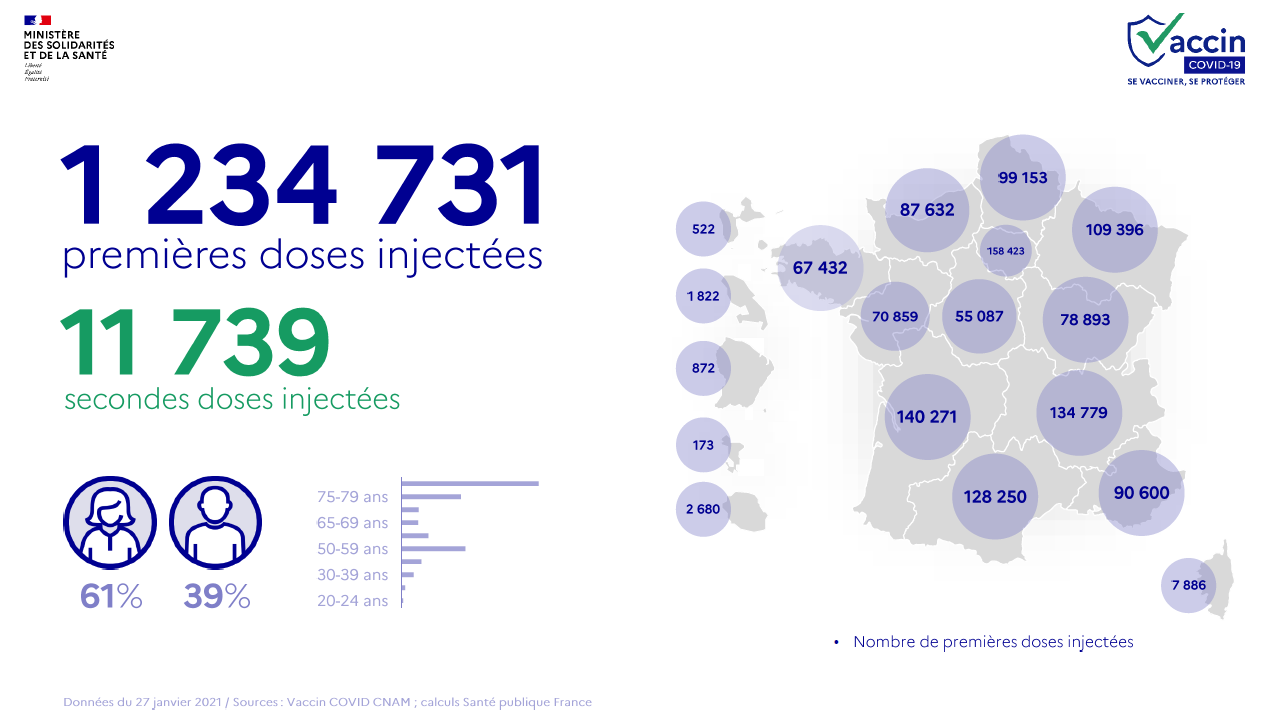 MINISTÈRE
DES SOLIDARITÉS
ET DE LA SANTÉ
Liberté
Égalité
Fraternité
Vaccin
COVID-19
SE VACCINER, SE PROTÉGER
1 234 731
premières doses injectées
11 739
secondes doses injectées
61% 39%
75-79 ans
65-69 ans
50-59 ans
30-39 ans
20-24 ans
99 153
87 632
109 396
522
158 423
67 432
1 822
70 859
55 087
78 893
872
140 271
134 779
173
128 250
90 600
2 680
7 886
• Nombre de premières doses injectées
Données du 27 janvier 2021 / Sources : Vaccin COVID CNAM ; calculs Santé publique France